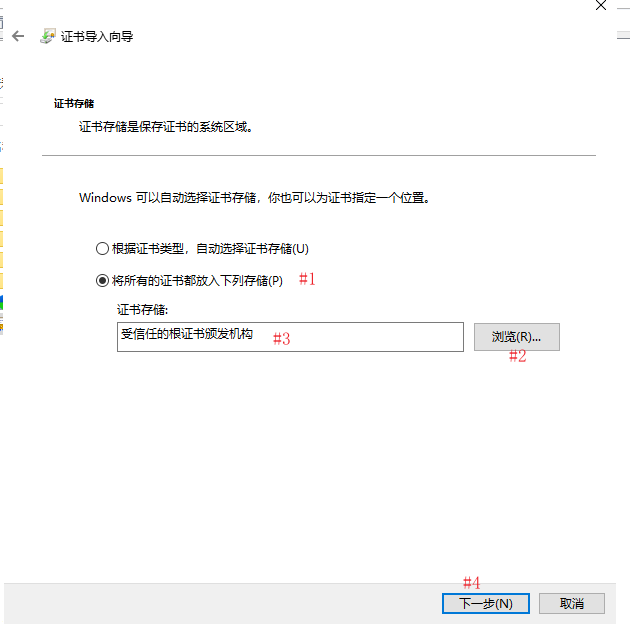 证书导入向导
证书存储
证书存储是保存证书的系统区域。
Windows 可以自动选择证书存储，你也可以为证书指定一个位置。
根据证书类型，自动选择证书存储(U)
将所有的证书都放入下列存储(P) #1
证书存储:
受信任的根证书颁发机构 #3
浏览(R)...
#2
#4
下一步(N) 取消